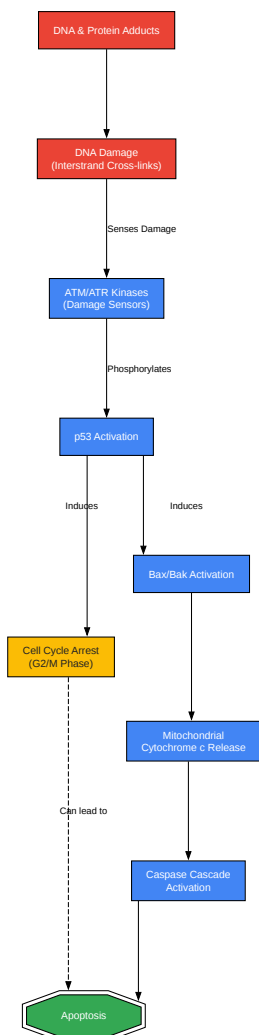 DNA & Protein Adducts
DNA Damage
(Interstrand Cross-links)
Senses Damage
ATM/ATR Kinases
(Damage Sensors)
Phosphorylates
p53 Activation
Induces
Induces
Bax/Bak Activation
Cell Cycle Arrest
(G2/M Phase)
Mitochondrial
Cytochrome c Release
Can lead to
Caspase Cascade
Activation
Apoptosis